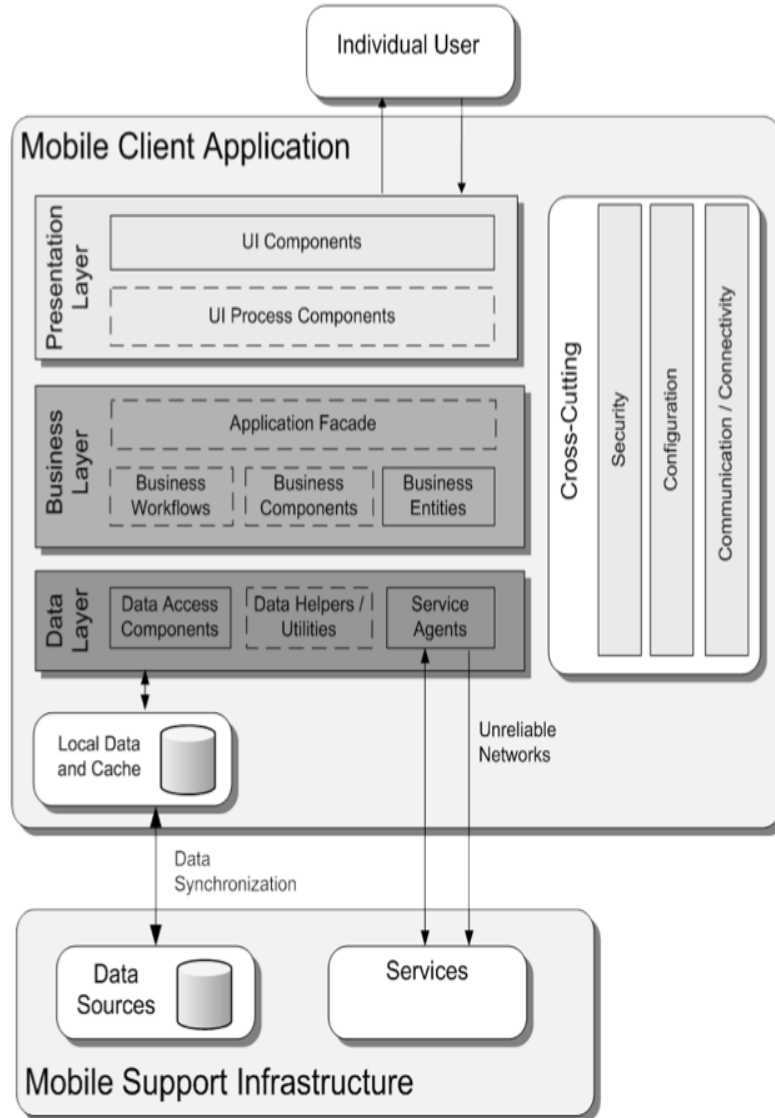 Individual User
Mobile Client Application
Presentation
Layer
UI Components
UI Process Components
Business
Layer
Application Facade
Business
Workflows
Business
Components
Business
Entities
Data
Layer
Data Access
Components
Data Helpers /
Utilities
Service
Agents
Cross-Cutting
Security
Configuration
Communication / Connectivity
Local Data
and Cache
Unreliable
Networks
Data
Synchronization
Data
Sources
Services
Mobile Support Infrastructure